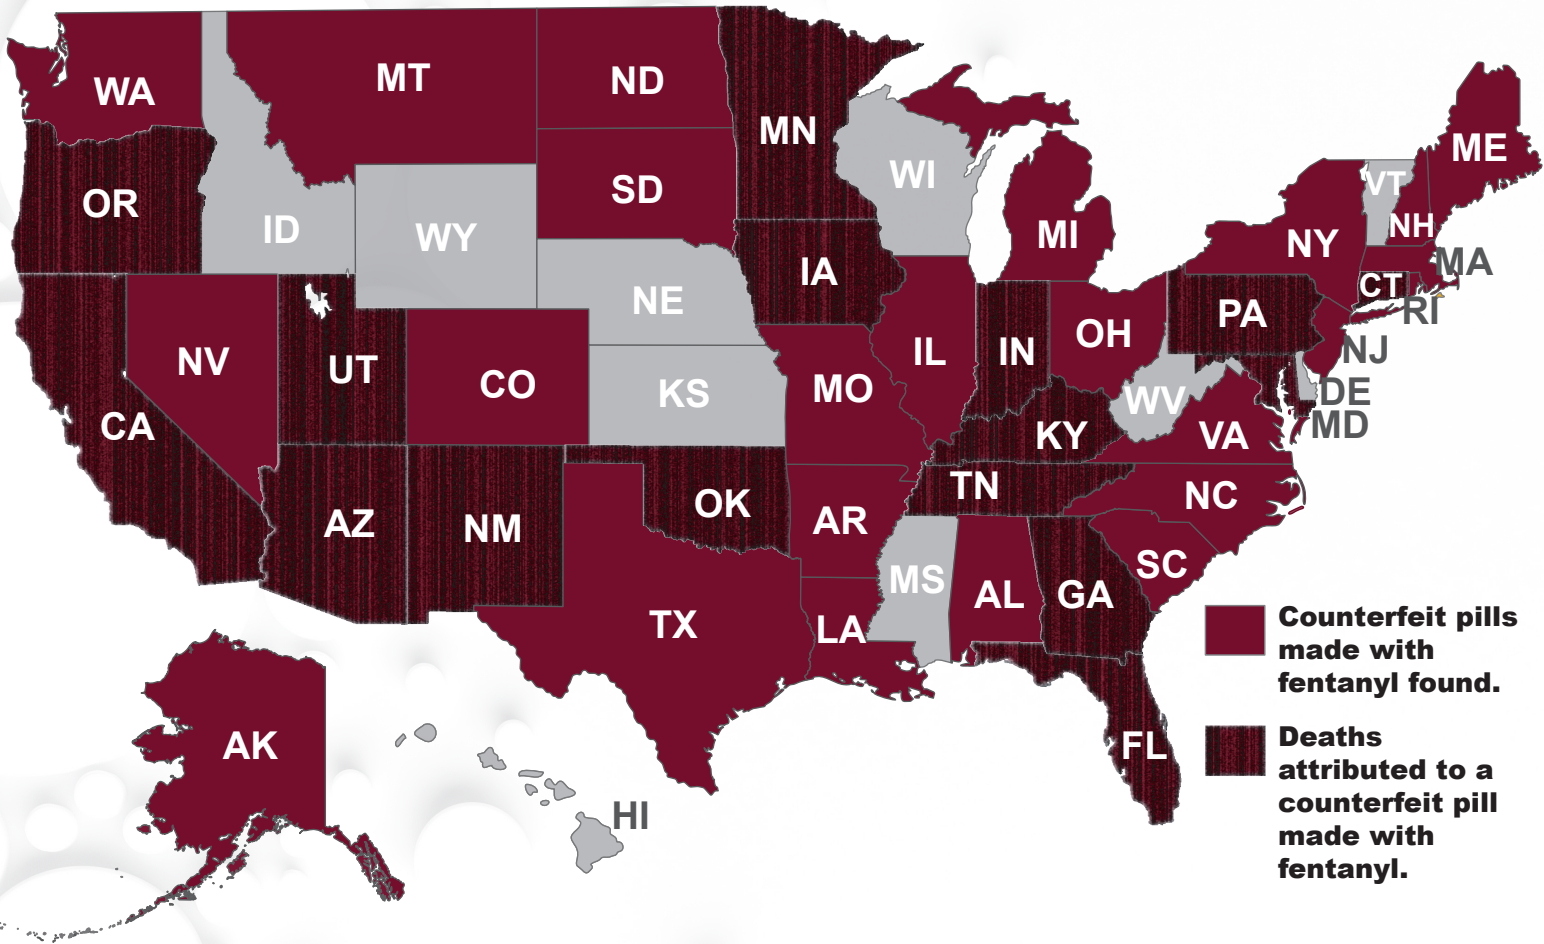 WA
MT
ND
MN
ME
OR
ID
WY
SD
WI
MI
VT
NH
NY
MA
CT
RI
IA
NE
PA
NJ
NV
UT
CO
KS
MO
IL
IN
OH
DE
MD
WV
CA
KY
VA
AZ
NM
OK
AR
TN
NC
MS
AL
GA
SC
TX
LA
FL
AK
HI
Counterfeit pills
made with
fentanyl found.
Deaths
attributed to a
counterfeit pill
made with
fentanyl.